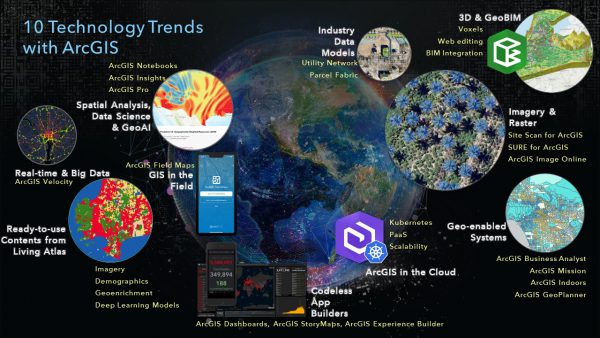 10 Technology Trends
with ArcGIS
ArcGIS Notebooks
ArcGIS Insights
ArcGIS Pro
Spatial Analysis,
Data Science
& GeoAI
Industry
Data
Models
Utility Network
Parcel Fabric
3D & GeoBIM
Voxels
Web editing
BIM Integration
Imagery &
Raster
Site Scan for ArcGIS
SURE for ArcGIS
ArcGIS Image Online
Real-time & Big Data
ArcGIS Velocity
ArcGIS Field Maps
GIS in the
Field
Ready-to-use
Contents from
Living Atlas
Imagery
Demographics
Geoenrichment
Deep Learning Models
Kubernetes
PaaS
Scalability
ArcGIS in the Cloud
Geo-enabled
Systems
ArcGIS Business Analyst
ArcGIS Mission
ArcGIS Indoors
ArcGIS GeoPlanner
349,894
188
Codeless
App
Builders
ArcGIS Dashboards, ArcGIS StoryMaps, ArcGIS Experience Builder